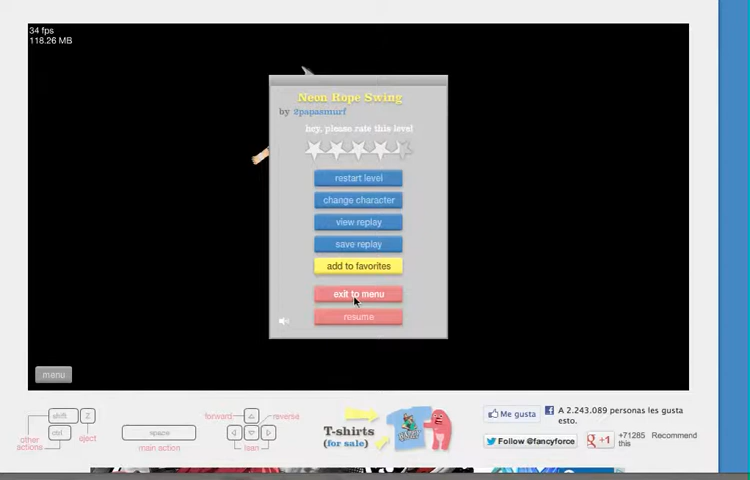 34 fps
118.26 MB
Neon Rope Swing
by 2papasmurf
hey, please rate this level
restart level
change character
view replay
save replay
add to favorites
exit to menu
resume
menu
shift
Z
ctrl
other
actions
eject
space
main action
forward
reverse
lean
T-shirts
(for sale)
Me gusta
A 2.243.089 personas les gusta
esto.
Follow @fancyforce
+1
+71285 Recommend
this